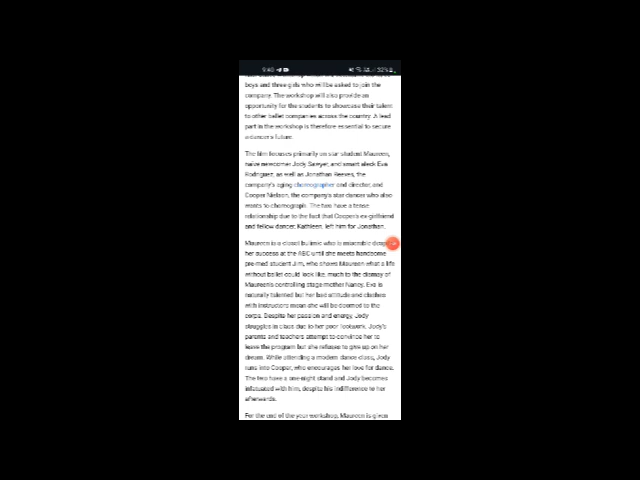 9:40
boys and three girls who will be asked to join the
company. The workshop will also provide an
opportunity for the students to showcase their talent
to other ballet companies across the country. A lead
part in the workshop is therefore essential to secure
a dancer's future.
The film focuses primarily on star student Maureen,
naive newcomer Jody Sawyer, and smart aleck Eva
Rodriguez, as well as Jonathan Reeves, the
company's aging choreographer and director, and
Cooper Nielson, the company's star dancer who also
wants to choreograph. The two have a tense
relationship due to the fact that Cooper's ex-girlfriend
and fellow dancer, Kathleen, left him for Jonathan.
Maureen is a closet bulimic who is miserable despite
her success at the ABC until she meets handsome
pre-med student Jim, who shows Maureen what a life
without ballet could look like, much to the dismay of
Maureen's controlling stage mother Nancy. Eva is
naturally talented but her bad attitude and clashes
with instructors mean she will be doomed to the
corps. Despite her passion and energy, Jody
struggles in class due to her poor footwork. Jody's
parents and teachers attempt to convince her to
leave the program but she refuses to give up on her
dream. While attending a modern dance class, Jody
runs into Cooper, who encourages her love for dance.
The two have a one-night stand and Jody becomes
infatuated with him, despite his indifference to her
afterwards.
For the end of the year workshop, Maureen is given